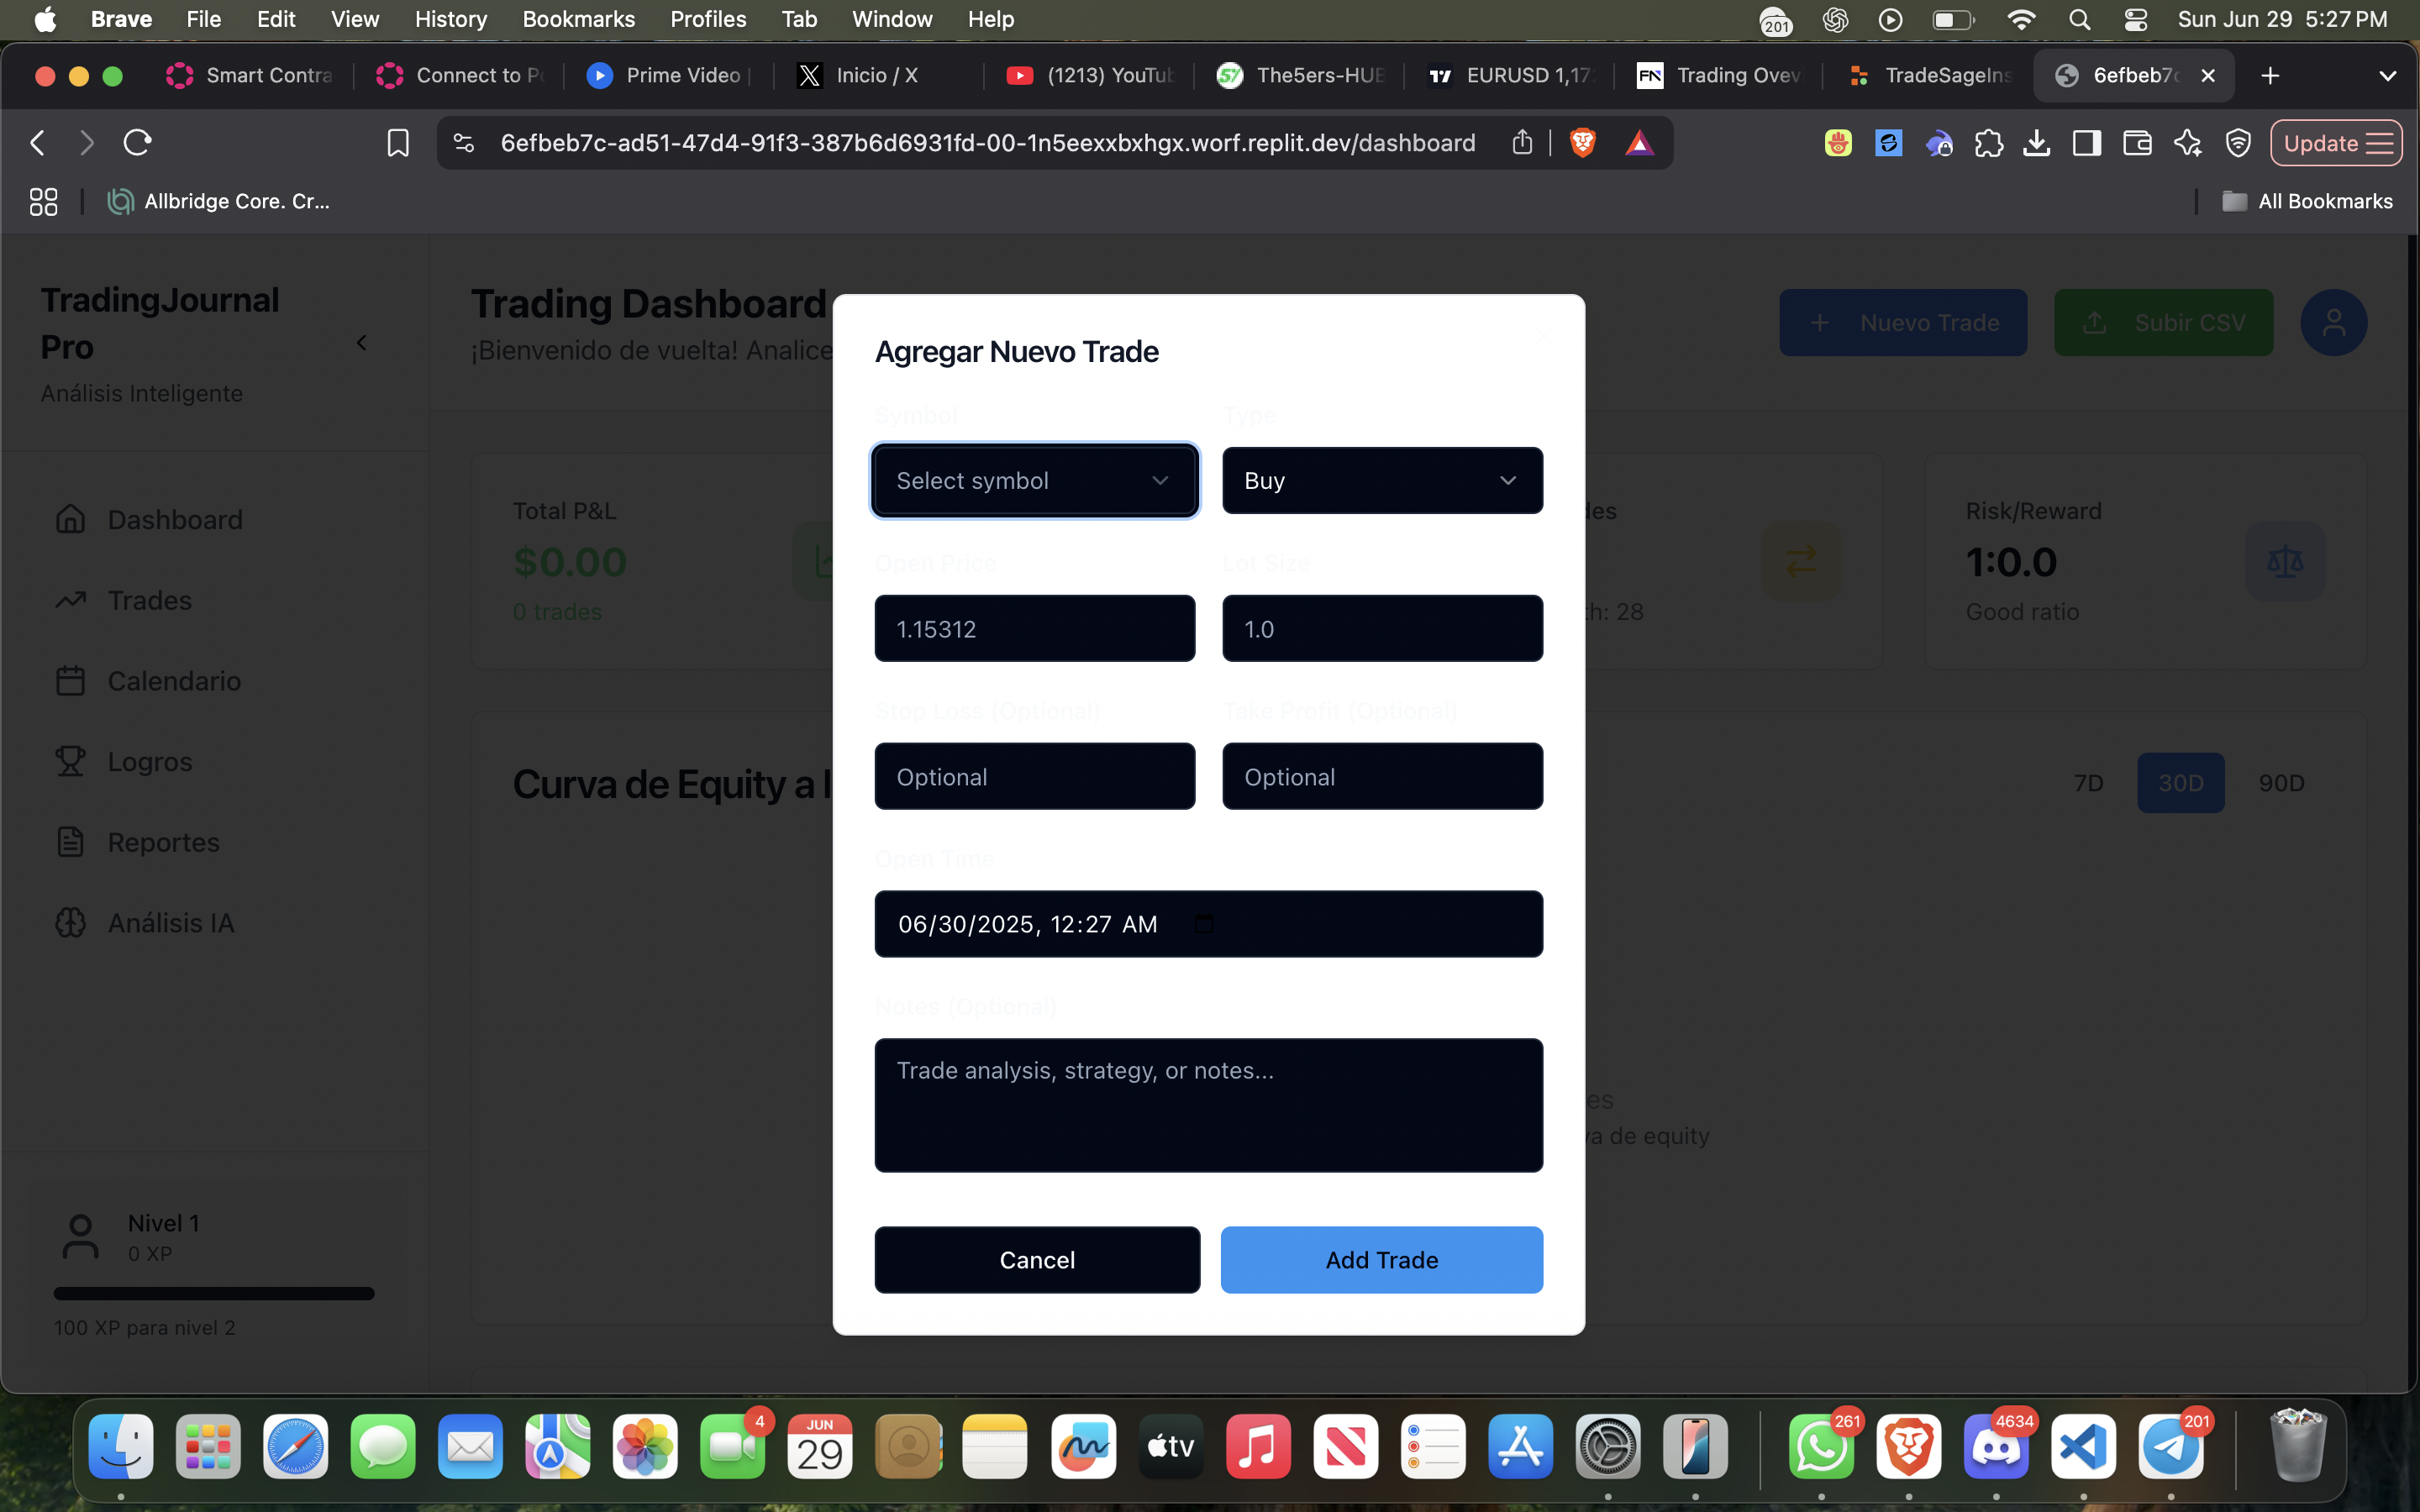 Brave File Edit View History Bookmarks Profiles Tab Window Help 201 Sun Jun 29 5:27 PM
Smart Contra Connect to Po Prime Video | Inicio / X (1213) YouTub The5ers-HUB EURUSD 1,17 Trading Ove TradeSageIns 6efbeb7c
6efbeb7c-ad51-47d4-91f3-387b6d6931fd-00-1n5eexxbxhgx.worf.replit.dev/dashboard Update
Allbridge Core. Cr... All Bookmarks
TradingJournal
Pro
Análisis Inteligente
Dashboard
Trades
Calendario
Logros
Reportes
Análisis IA
Nivel 1
0 XP
100 XP para nivel 2
Trading Dashboard
¡Bienvenido de vuelta! Analice
Nuevo Trade Subir CSV
Total P&L
$0.00
0 trades
des
th: 28
Risk/Reward
1:0.0
Good ratio
Curva de Equity a l
7D 30D 90D
es
va de equity
Agregar Nuevo Trade
Symbol Type
Select symbol Buy
Open Price Lot Size
1.15312 1.0
Stop Loss (Optional) Take Profit (Optional)
Optional Optional
Open Time
06/30/2025, 12:27 AM
Notes (Optional)
Trade analysis, strategy, or notes...
Cancel Add Trade
4 JUN 29 tv 261 4634 201